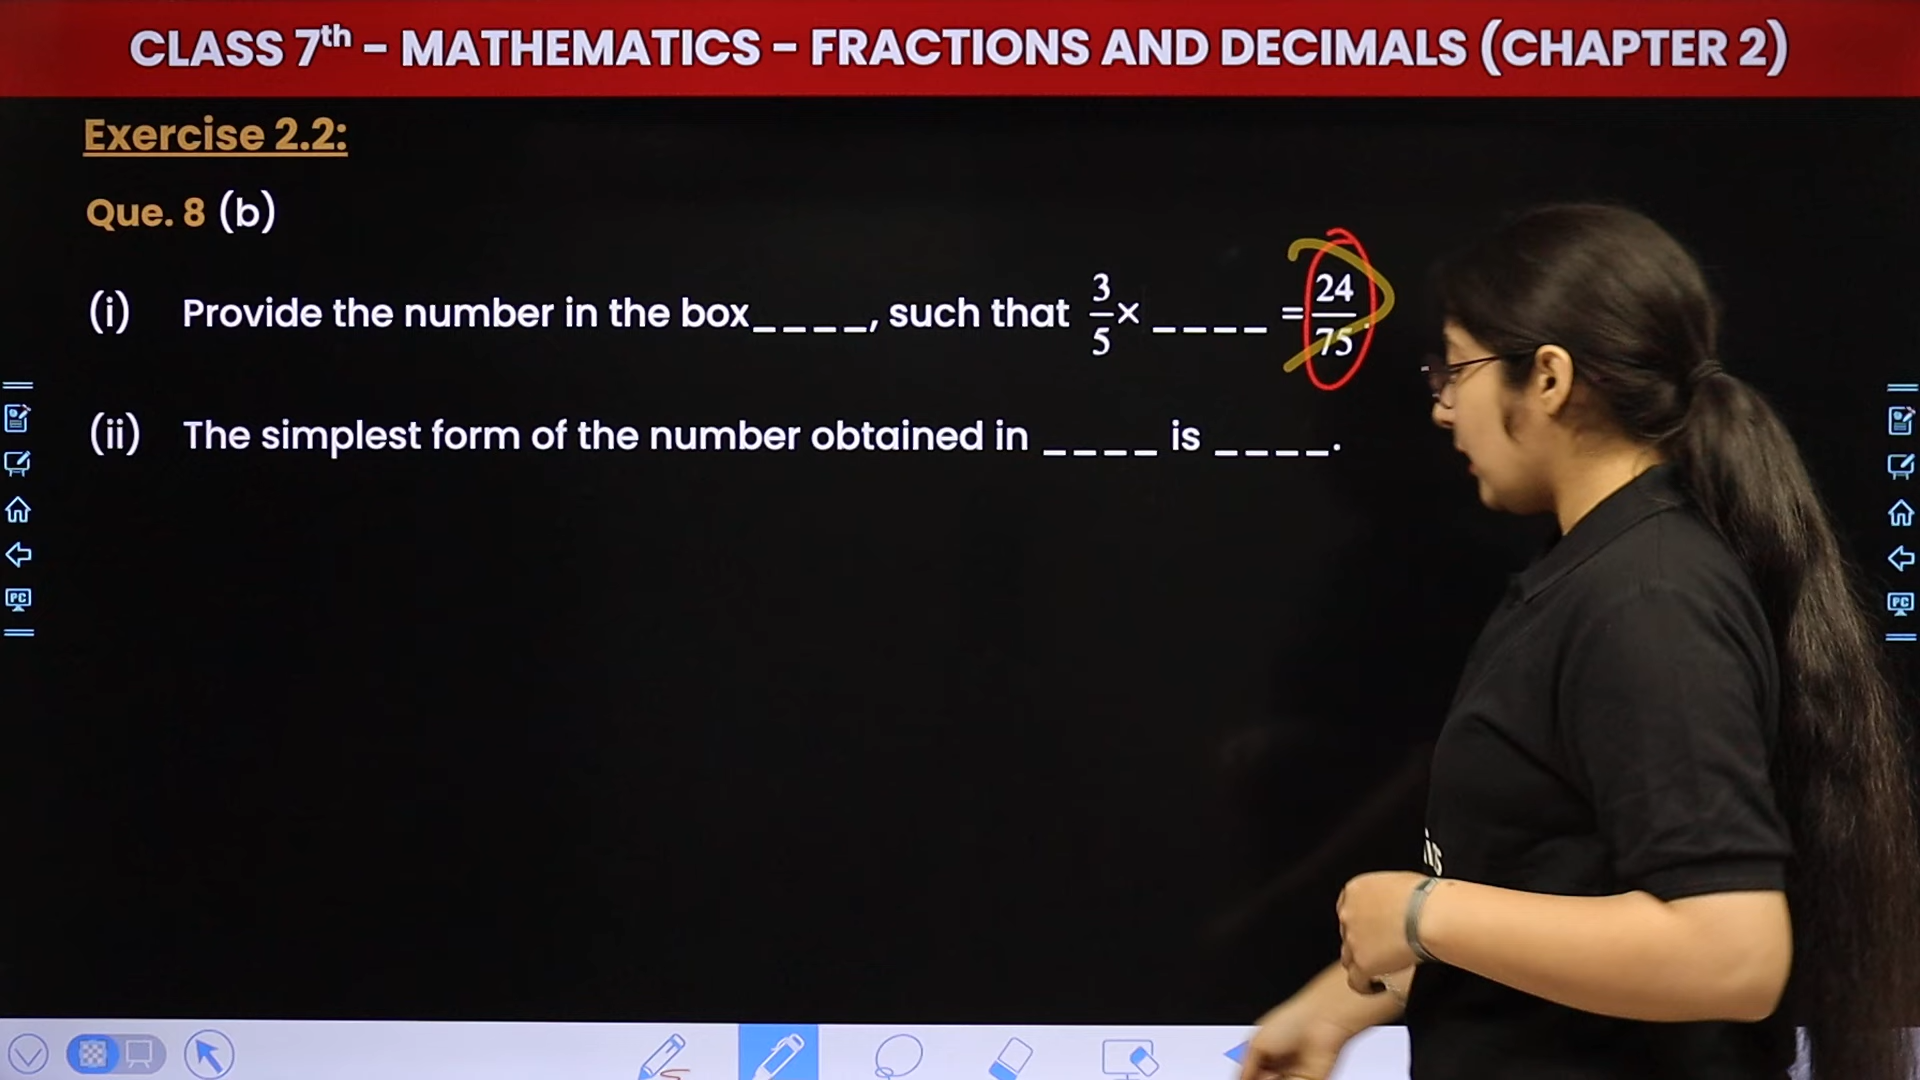 CLASS 7th – MATHEMATICS – FRACTIONS AND DECIMALS (CHAPTER 2)
Exercise 2.2:
Que. 8 (b)
(i) Provide the number in the box____, such that 3/5 × ____ = 24/75.
(ii) The simplest form of the number obtained in ____ is ____.
PC
PC